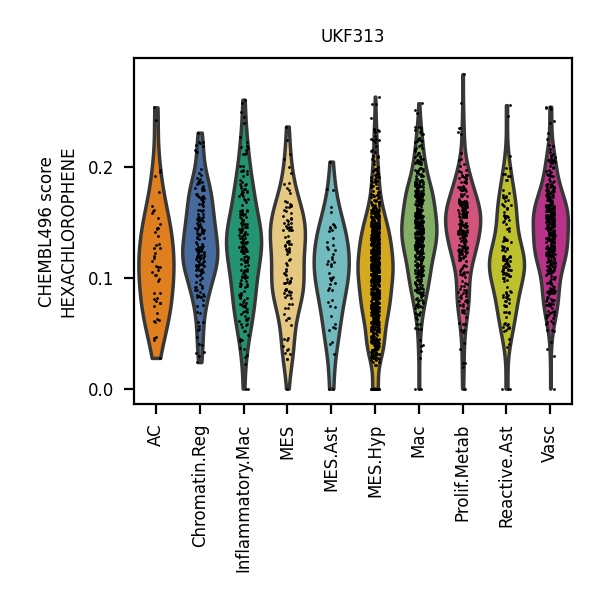 UKF313
CHEMBL496 score
HEXACHLOROPHENE
0.2
0.1
0.0
AC
Chromatin.Reg
Inflammatory.Mac
MES
MES.Ast
MES.Hyp
Mac
Prolif.Metab
Reactive.Ast
Vasc